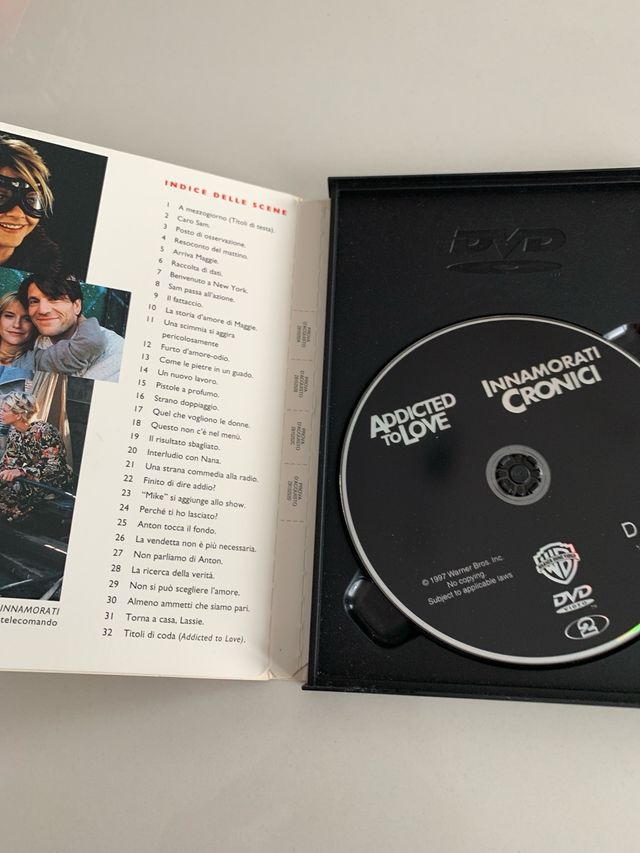 INDICE DELLE SCENE
1 A mezzogiorno (Titoli di testa).
2 Caro Sam.
3 Posto di osservazione.
4 Resoconto del mattino.
5 Arriva Maggie.
6 Raccolta di dati.
7 Benvenuto a New York.
8 Sam passa all'azione.
9 Il fattaccio.
10 La storia d'amore di Maggie.
11 Una scimmia si aggira
pericolosamente
12 Furto d'amore-odio.
13 Come le pietre in un guado.
14 Un nuovo lavoro.
15 Pistole a profumo.
16 Strano doppiaggio.
17 Quel che vogliono le donne.
18 Questo non c'è nel menù.
19 Il risultato sbagliato.
20 Interludio con Nana.
21 Una strana commedia alla radio.
22 Finito di dire addio?
23 "Mike" si aggiunge allo show.
24 Perché ti ho lasciato?
25 Anton tocca il fondo.
26 La vendetta non è più necessaria.
27 Non parliamo di Anton.
28 La ricerca della verità.
29 Non si può scegliere l'amore.
30 Almeno ammetti che siamo pari.
31 Torna a casa, Lassie.
32 Titoli di coda (Addicted to Love).
INNAMORATI
telecomando
PROVA
D'ACQUISTO
PROVA
D'ACQUISTO
PROVA
D'ACQUISTO
PROVA
D'ACQUISTO
DVD
ADDICTED
TO LOVE
INNAMORATI
CRONICI
D
© 1997 Warner Bros. Inc.
No copying.
Subject to applicable laws
DVD
VIDEO
2